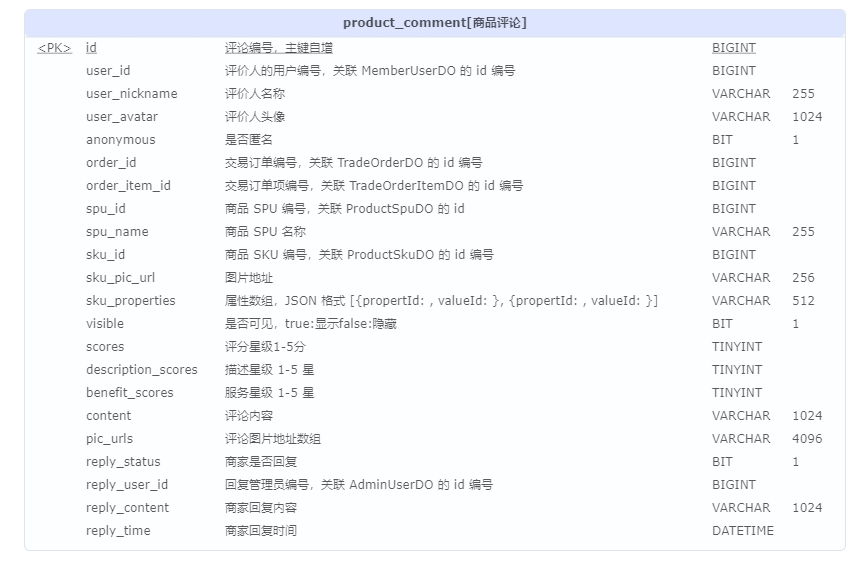 product_comment[商品评论]
<PK> id 评论编号，主键自增 BIGINT
user_id 评价人的用户编号，关联 MemberUserDO 的 id 编号 BIGINT
user_nickname 评价人名称 VARCHAR 255
user_avatar 评价人头像 VARCHAR 1024
anonymous 是否匿名 BIT 1
order_id 交易订单编号，关联 TradeOrderDO 的 id 编号 BIGINT
order_item_id 交易订单项编号，关联 TradeOrderItemDO 的 id 编号 BIGINT
spu_id 商品 SPU 编号，关联 ProductSpuDO 的 id BIGINT
spu_name 商品 SPU 名称 VARCHAR 255
sku_id 商品 SKU 编号，关联 ProductSkuDO 的 id 编号 BIGINT
sku_pic_url 图片地址 VARCHAR 256
sku_properties 属性数组，JSON 格式 [{propertId: , valueId: }, {propertId: , valueId: }] VARCHAR 512
visible 是否可见，true:显示false:隐藏 BIT 1
scores 评分星级1-5分 TINYINT
description_scores 描述星级 1-5 星 TINYINT
benefit_scores 服务星级 1-5 星 TINYINT
content 评论内容 VARCHAR 1024
pic_urls 评论图片地址数组 VARCHAR 4096
reply_status 商家是否回复 BIT 1
reply_user_id 回复管理员编号，关联 AdminUserDO 的 id 编号 BIGINT
reply_content 商家回复内容 VARCHAR 1024
reply_time 商家回复时间 DATETIME